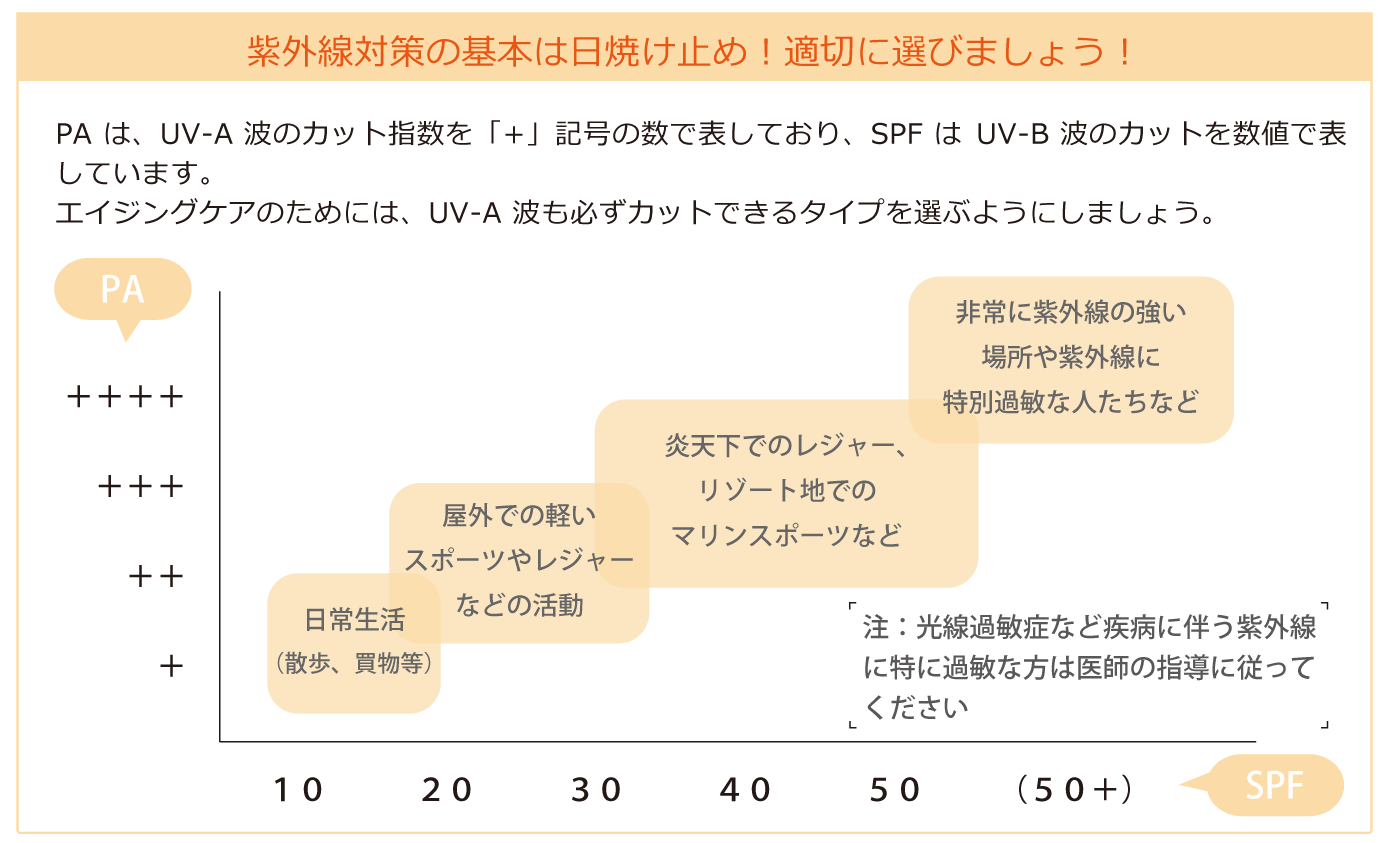 紫外線対策の基本は日焼け止め！適切に選びましょう！
PA は、UV-A 波のカット指数を「+」記号の数で表しており、SPF は UV-B 波のカットを数値で表
しています。
エイジングケアのためには、UV-A 波も必ずカットできるタイプを選ぶようにしましょう。
PA
++++
+++
++
+
非常に紫外線の強い
場所や紫外線に
特別過敏な人たちなど
炎天下でのレジャー、
リゾート地での
マリンスポーツなど
屋外での軽い
スポーツやレジャー
などの活動
日常生活
（散歩、買物等）
注：光線過敏症など疾病に伴う紫外線
に特に過敏な方は医師の指導に従って
ください
10 20 30 40 50 （50+）
SPF